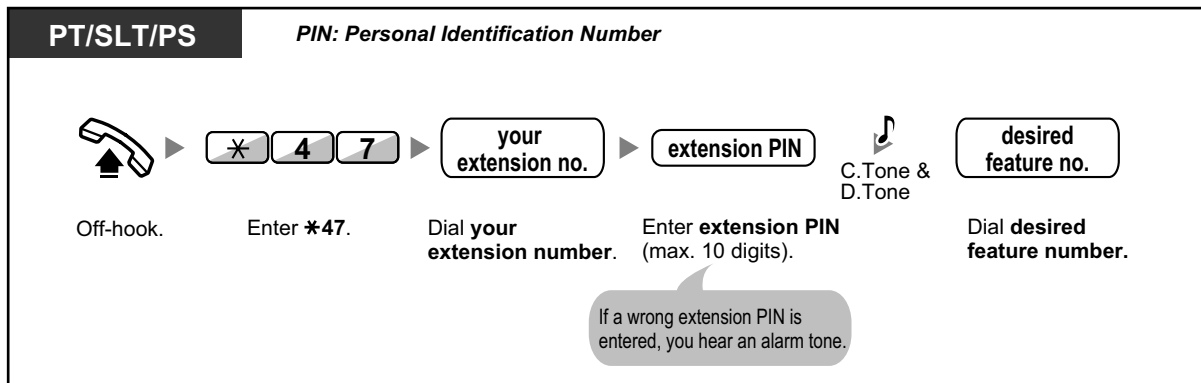 PT/SLT/PS
PIN: Personal Identification Number
* 4 7
your
extension no.
extension PIN
C.Tone &
D.Tone
desired
feature no.
Off-hook.
Enter *47.
Dial your
extension number.
Enter extension PIN
(max. 10 digits).
Dial desired
feature number.
If a wrong extension PIN is
entered, you hear an alarm tone.